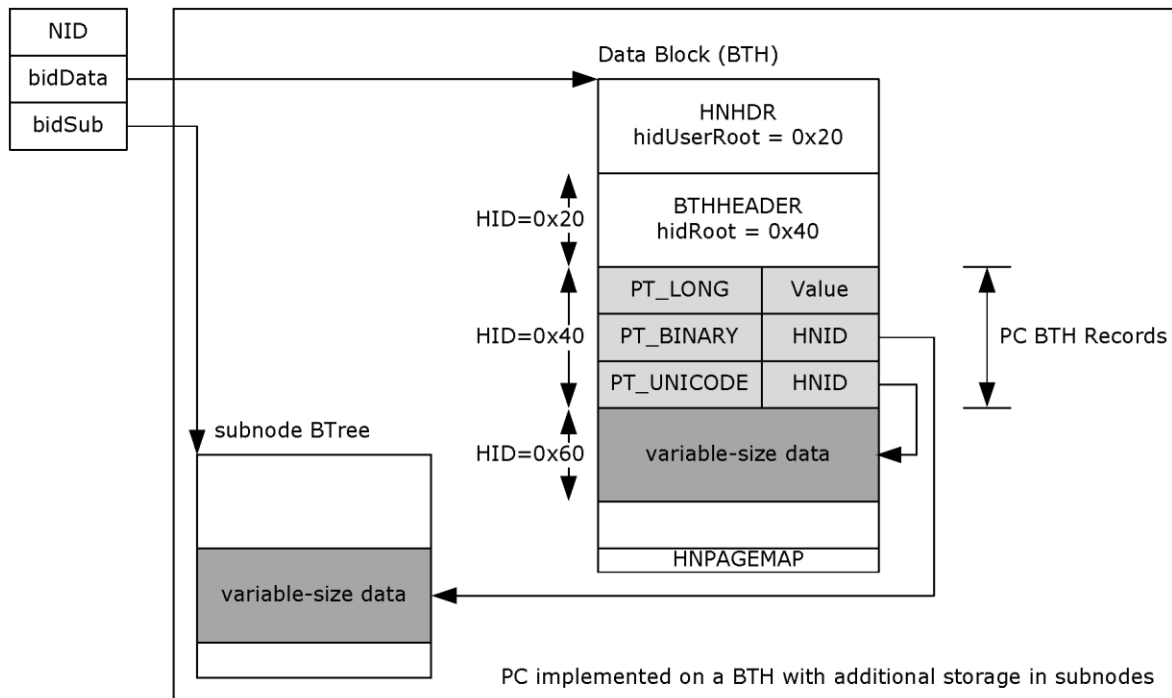 NID
bidData
bidSub
Data Block (BTH)
HNHDR
hidUserRoot = 0x20
HID=0x20
BTHHEADER
hidRoot = 0x40
HID=0x40
PT_LONG Value
PT_BINARY HNID
PT_UNICODE HNID
PC BTH Records
HID=0x60
variable-size data
HNPAGEMAP
subnode BTree
variable-size data
PC implemented on a BTH with additional storage in subnodes